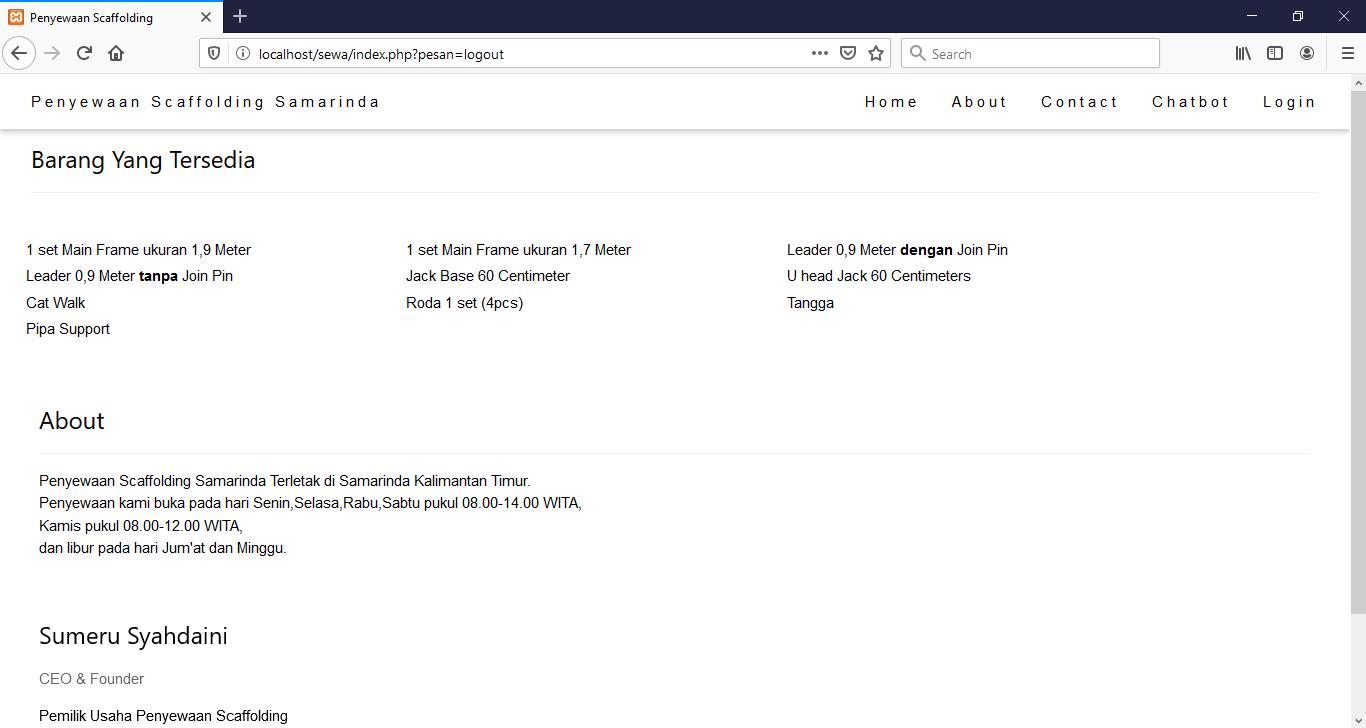 Penyewaan Scaffolding
localhost/sewa/index.php?pesan=logout
Search
Penyewaan Scaffolding Samarinda
Home About Contact Chatbot Login
Barang Yang Tersedia
1 set Main Frame ukuran 1,9 Meter 1 set Main Frame ukuran 1,7 Meter Leader 0,9 Meter dengan Join Pin
Leader 0,9 Meter tanpa Join Pin Jack Base 60 Centimeter U head Jack 60 Centimeters
Cat Walk Roda 1 set (4pcs) Tangga
Pipa Support
About
Penyewaan Scaffolding Samarinda Terletak di Samarinda Kalimantan Timur.
Penyewaan kami buka pada hari Senin,Selasa,Rabu,Sabtu pukul 08.00-14.00 WITA,
Kamis pukul 08.00-12.00 WITA,
dan libur pada hari Jum'at dan Minggu.
Sumeru Syahdaini
CEO & Founder
Pemilik Usaha Penyewaan Scaffolding